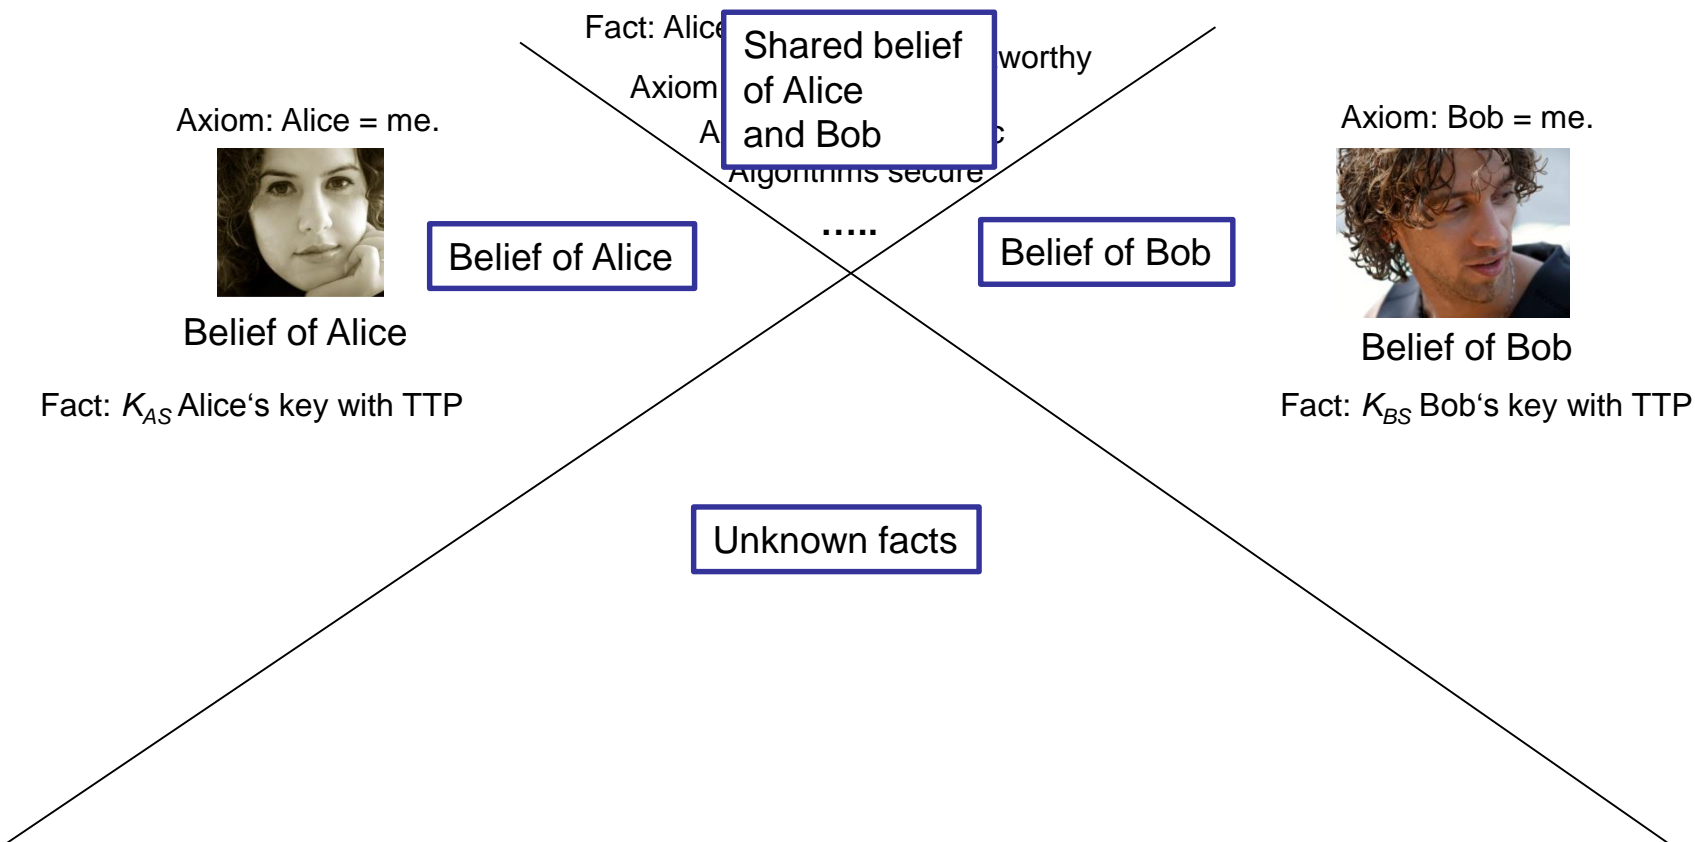 Fact: Alice
Shared belief
of Alice
and Bob
worthy
Axiom
Algorithms secure
.....
Axiom: Alice = me.
Belief of Alice
Belief of Alice
Fact: K_AS Alice‘s key with TTP
Axiom: Bob = me.
Belief of Bob
Belief of Bob
Fact: K_BS Bob‘s key with TTP
Unknown facts